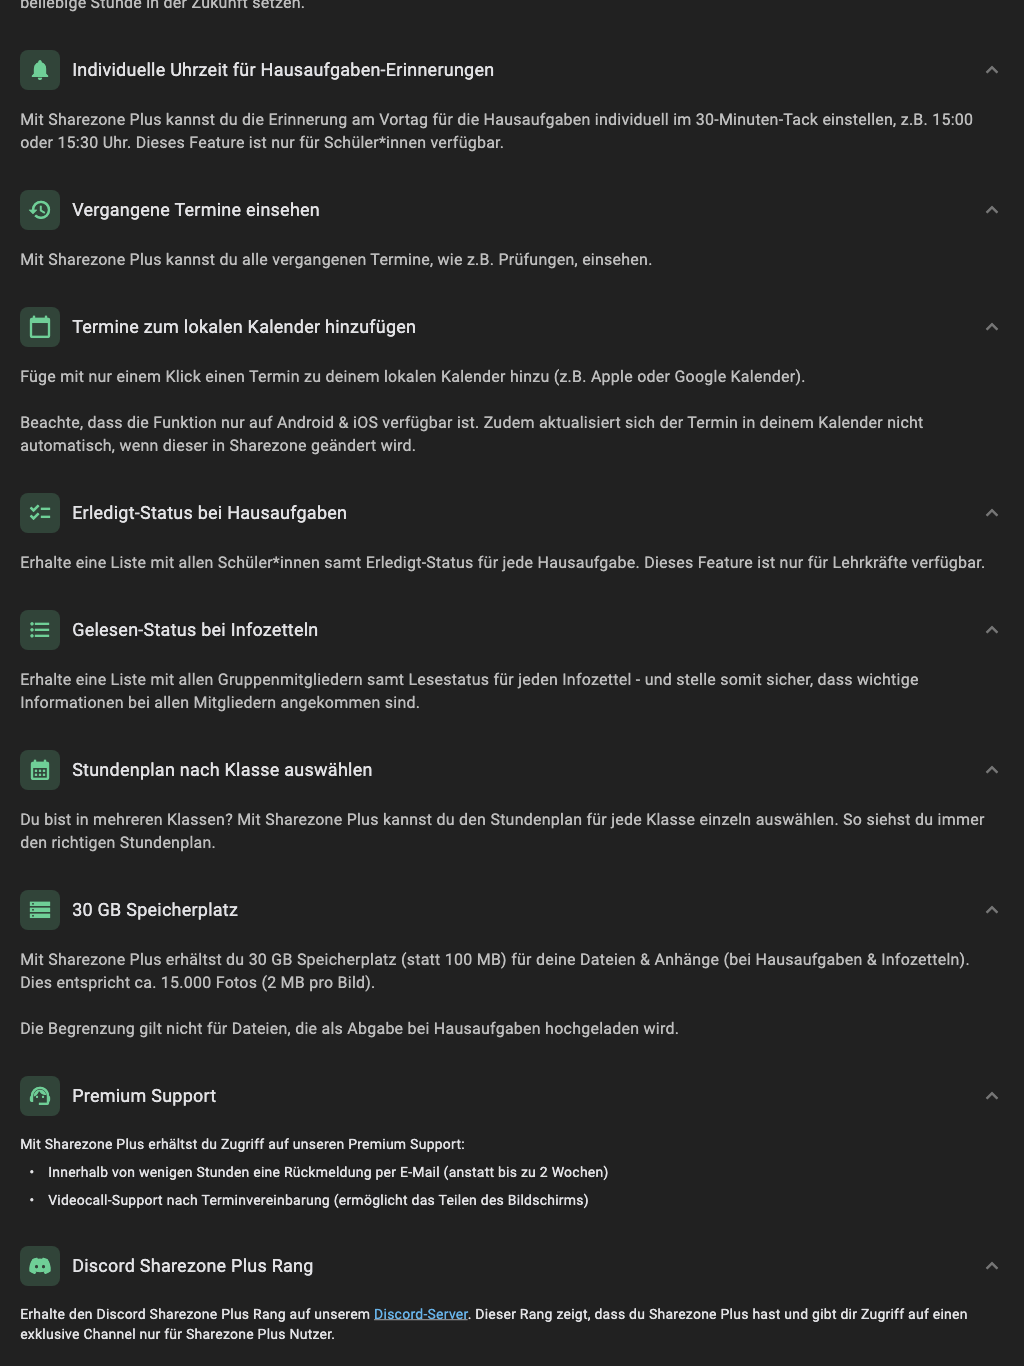 beliebige Stunde in der Zukunft setzen.
Individuelle Uhrzeit für Hausaufgaben-Erinnerungen
Mit Sharezone Plus kannst du die Erinnerung am Vortag für die Hausaufgaben individuell im 30-Minuten-Tack einstellen, z.B. 15:00
oder 15:30 Uhr. Dieses Feature ist nur für Schüler*innen verfügbar.
Vergangene Termine einsehen
Mit Sharezone Plus kannst du alle vergangenen Termine, wie z.B. Prüfungen, einsehen.
Termine zum lokalen Kalender hinzufügen
Füge mit nur einem Klick einen Termin zu deinem lokalen Kalender hinzu (z.B. Apple oder Google Kalender).
Beachte, dass die Funktion nur auf Android & iOS verfügbar ist. Zudem aktualisiert sich der Termin in deinem Kalender nicht
automatisch, wenn dieser in Sharezone geändert wird.
Erledigt-Status bei Hausaufgaben
Erhalte eine Liste mit allen Schüler*innen samt Erledigt-Status für jede Hausaufgabe. Dieses Feature ist nur für Lehrkräfte verfügbar.
Gelesen-Status bei Infozetteln
Erhalte eine Liste mit allen Gruppenmitgliedern samt Lesestatus für jeden Infozettel - und stelle somit sicher, dass wichtige
Informationen bei allen Mitgliedern angekommen sind.
Stundenplan nach Klasse auswählen
Du bist in mehreren Klassen? Mit Sharezone Plus kannst du den Stundenplan für jede Klasse einzeln auswählen. So siehst du immer
den richtigen Stundenplan.
30 GB Speicherplatz
Mit Sharezone Plus erhältst du 30 GB Speicherplatz (statt 100 MB) für deine Dateien & Anhänge (bei Hausaufgaben & Infozetteln).
Dies entspricht ca. 15.000 Fotos (2 MB pro Bild).
Die Begrenzung gilt nicht für Dateien, die als Abgabe bei Hausaufgaben hochgeladen wird.
Premium Support
Mit Sharezone Plus erhältst du Zugriff auf unseren Premium Support:
• Innerhalb von wenigen Stunden eine Rückmeldung per E-Mail (anstatt bis zu 2 Wochen)
• Videocall-Support nach Terminvereinbarung (ermöglicht das Teilen des Bildschirms)
Discord Sharezone Plus Rang
Erhalte den Discord Sharezone Plus Rang auf unserem Discord-Server. Dieser Rang zeigt, dass du Sharezone Plus hast und gibt dir Zugriff auf einen
exklusive Channel nur für Sharezone Plus Nutzer.